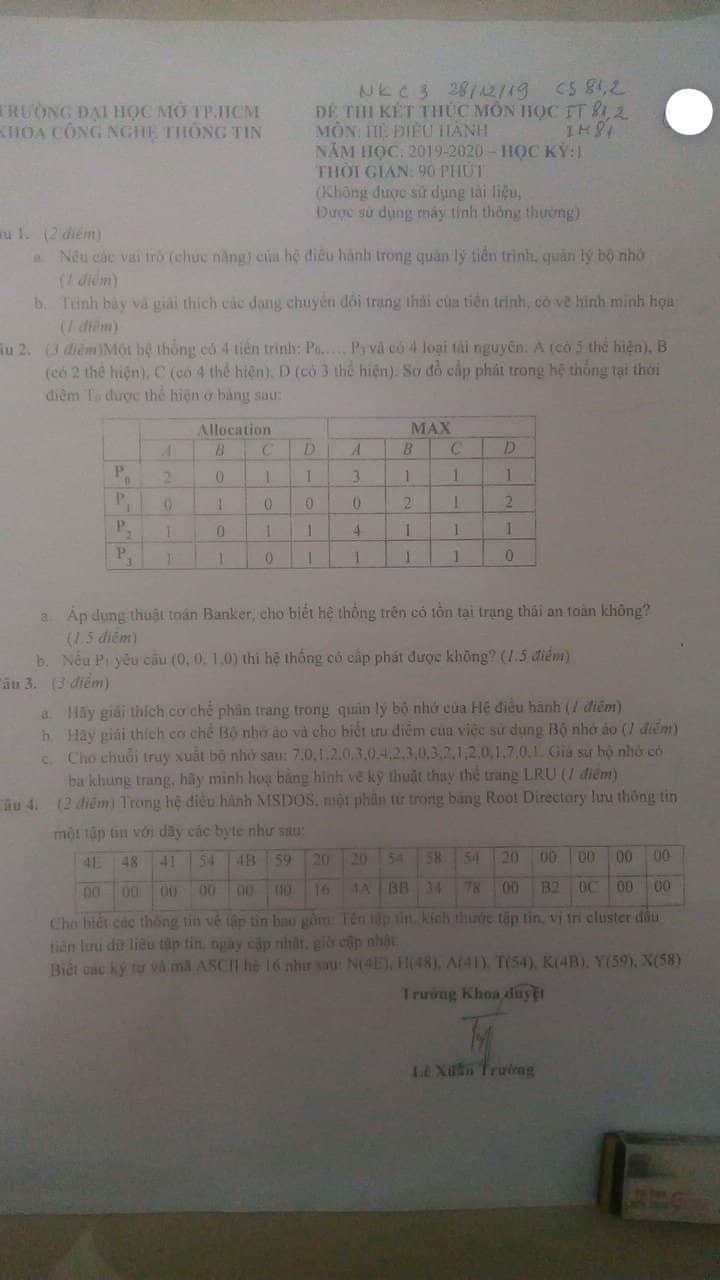 NKC3 28/12/19 CS81,2
TRƯỜNG ĐẠI HỌC MỞ TP.HCM
ĐỀ THI KẾT THÚC MÔN HỌC IT81,2
KHOA CÔNG NGHỆ THÔNG TIN
MÔN: HỆ ĐIỀU HÀNH IM81
NĂM HỌC: 2019-2020 – HỌC KỲ:1
THỜI GIAN: 90 PHÚT
(Không được sử dụng tài liệu,
Được sử dụng máy tính thông thường)
âu 1. (2 điểm)
a. Nêu các vai trò (chức năng) của hệ điều hành trong quản lý tiến trình, quản lý bộ nhớ
(1 điểm)
b. Trình bày và giải thích các dạng chuyển đổi trạng thái của tiến trình, có vẽ hình minh họa
(1 điểm)
âu 2. (3 điểm)Một hệ thống có 4 tiến trình: P0,…, P3 và có 4 loại tài nguyên: A (có 5 thể hiện), B
(có 2 thể hiện), C (có 4 thể hiện), D (có 3 thể hiện). Sơ đồ cấp phát trong hệ thống tại thời
điểm T0 được thể hiện ở bảng sau:
Allocation MAX
A B C D A B C D
P0 2 0 1 1 3 1 1 1
P1 0 1 0 0 0 2 1 2
P2 1 0 1 1 4 1 1 1
P3 1 1 0 1 1 1 1 0
a. Áp dụng thuật toán Banker, cho biết hệ thống trên có tồn tại trạng thái an toàn không?
(1.5 điểm)
b. Nếu P1 yêu cầu (0, 0, 1,0) thì hệ thống có cấp phát được không? (1.5 điểm)
Câu 3. (3 điểm)
a. Hãy giải thích cơ chế phân trang trong quản lý bộ nhớ của Hệ điều hành (1 điểm)
b. Hãy giải thích cơ chế Bộ nhớ ảo và cho biết ưu điểm của việc sử dụng Bộ nhớ ảo (1 điểm)
c. Cho chuỗi truy xuất bộ nhớ sau: 7,0,1,2,0,3,0,4,2,3,0,3,2,1,2,0,1,7,0,1. Giả sử bộ nhớ có
ba khung trang, hãy minh hoạ bằng hình vẽ kỹ thuật thay thế trang LRU (1 điểm)
Câu 4. (2 điểm) Trong hệ điều hành MSDOS, một phần tử trong bảng Root Directory lưu thông tin
một tập tin với dãy các byte như sau:
4E 48 41 54 4B 59 20 20 54 58 54 20 00 00 00 00
00 00 00 00 00 00 16 4A BB 34 78 00 B2 0C 00 00
Cho biết các thông tin về tập tin bao gồm: Tên tập tin, kích thước tập tin, vị trí cluster đầu
tiên lưu dữ liệu tập tin, ngày cập nhật, giờ cập nhật.
Biết các ký tự và mã ASCII hệ 16 như sau: N(4E), H(48), A(41), T(54), K(4B), Y(59), X(58)
Trưởng Khoa duyệt
Lê Xuân Trường